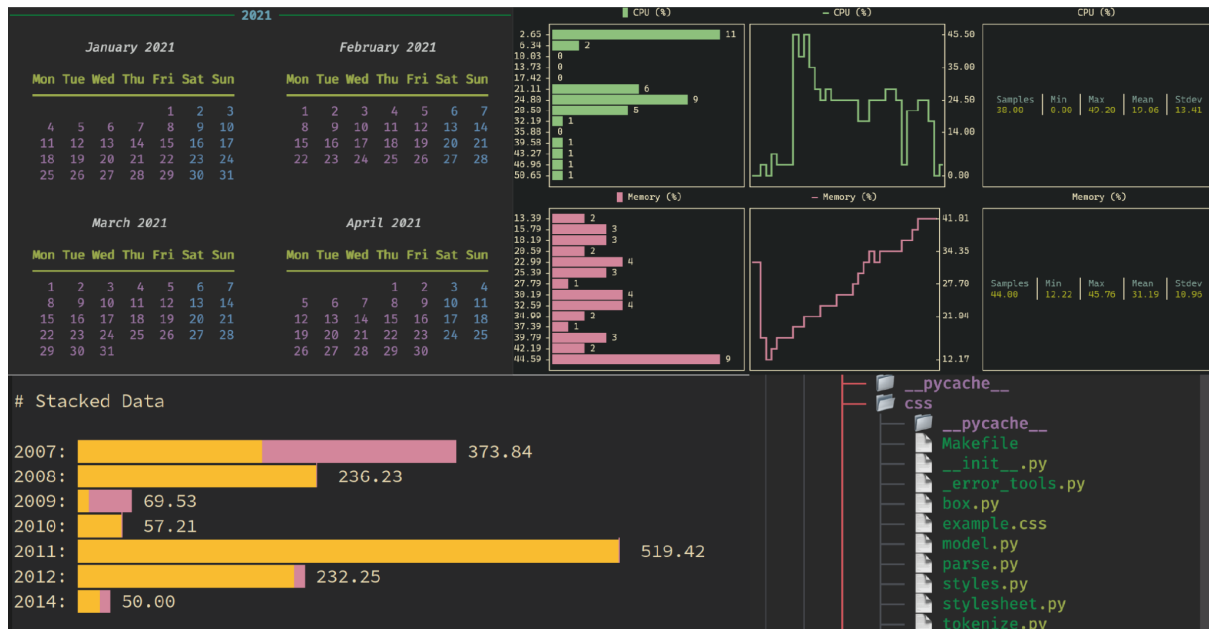 2021
January 2021
Mon Tue Wed Thu Fri Sat Sun
1 2 3
4 5 6 7 8 9 10
11 12 13 14 15 16 17
18 19 20 21 22 23 24
25 26 27 28 29 30 31
February 2021
Mon Tue Wed Thu Fri Sat Sun
1 2 3 4 5 6 7
8 9 10 11 12 13 14
15 16 17 18 19 20 21
22 23 24 25 26 27 28
March 2021
Mon Tue Wed Thu Fri Sat Sun
1 2 3 4 5 6 7
8 9 10 11 12 13 14
15 16 17 18 19 20 21
22 23 24 25 26 27 28
29 30 31
April 2021
Mon Tue Wed Thu Fri Sat Sun
1 2 3 4
5 6 7 8 9 10 11
12 13 14 15 16 17 18
19 20 21 22 23 24 25
26 27 28 29 30
CPU (%)
2.65 11
6.34 2
10.03 0
13.73 0
17.42 0
21.11 6
24.80 9
28.50 5
32.19 1
35.88 0
39.58 1
43.27 1
46.96 1
50.65 1
— CPU (%)
45.50
35.00
24.50
14.00
0.00
CPU (%)
Samples Min Max Mean Stdev
38.00 0.00 49.20 19.06 13.41
Memory (%)
13.39 2
15.79 3
18.19 3
20.59 2
22.99 4
25.39 3
27.79 1
30.19 4
32.59 4
34.99 2
37.39 1
39.79 3
42.19 2
44.59 9
— Memory (%)
41.81
34.35
27.70
21.04
12.17
Memory (%)
Samples Min Max Mean Stdev
44.00 12.22 45.76 31.19 10.96
# Stacked Data
2007: 373.84
2008: 236.23
2009: 69.53
2010: 57.21
2011: 519.42
2012: 232.25
2014: 50.00
__pycache__
css
__pycache__
Makefile
__init__.py
_error_tools.py
box.py
example.css
model.py
parse.py
styles.py
stylesheet.py
tokenize.py